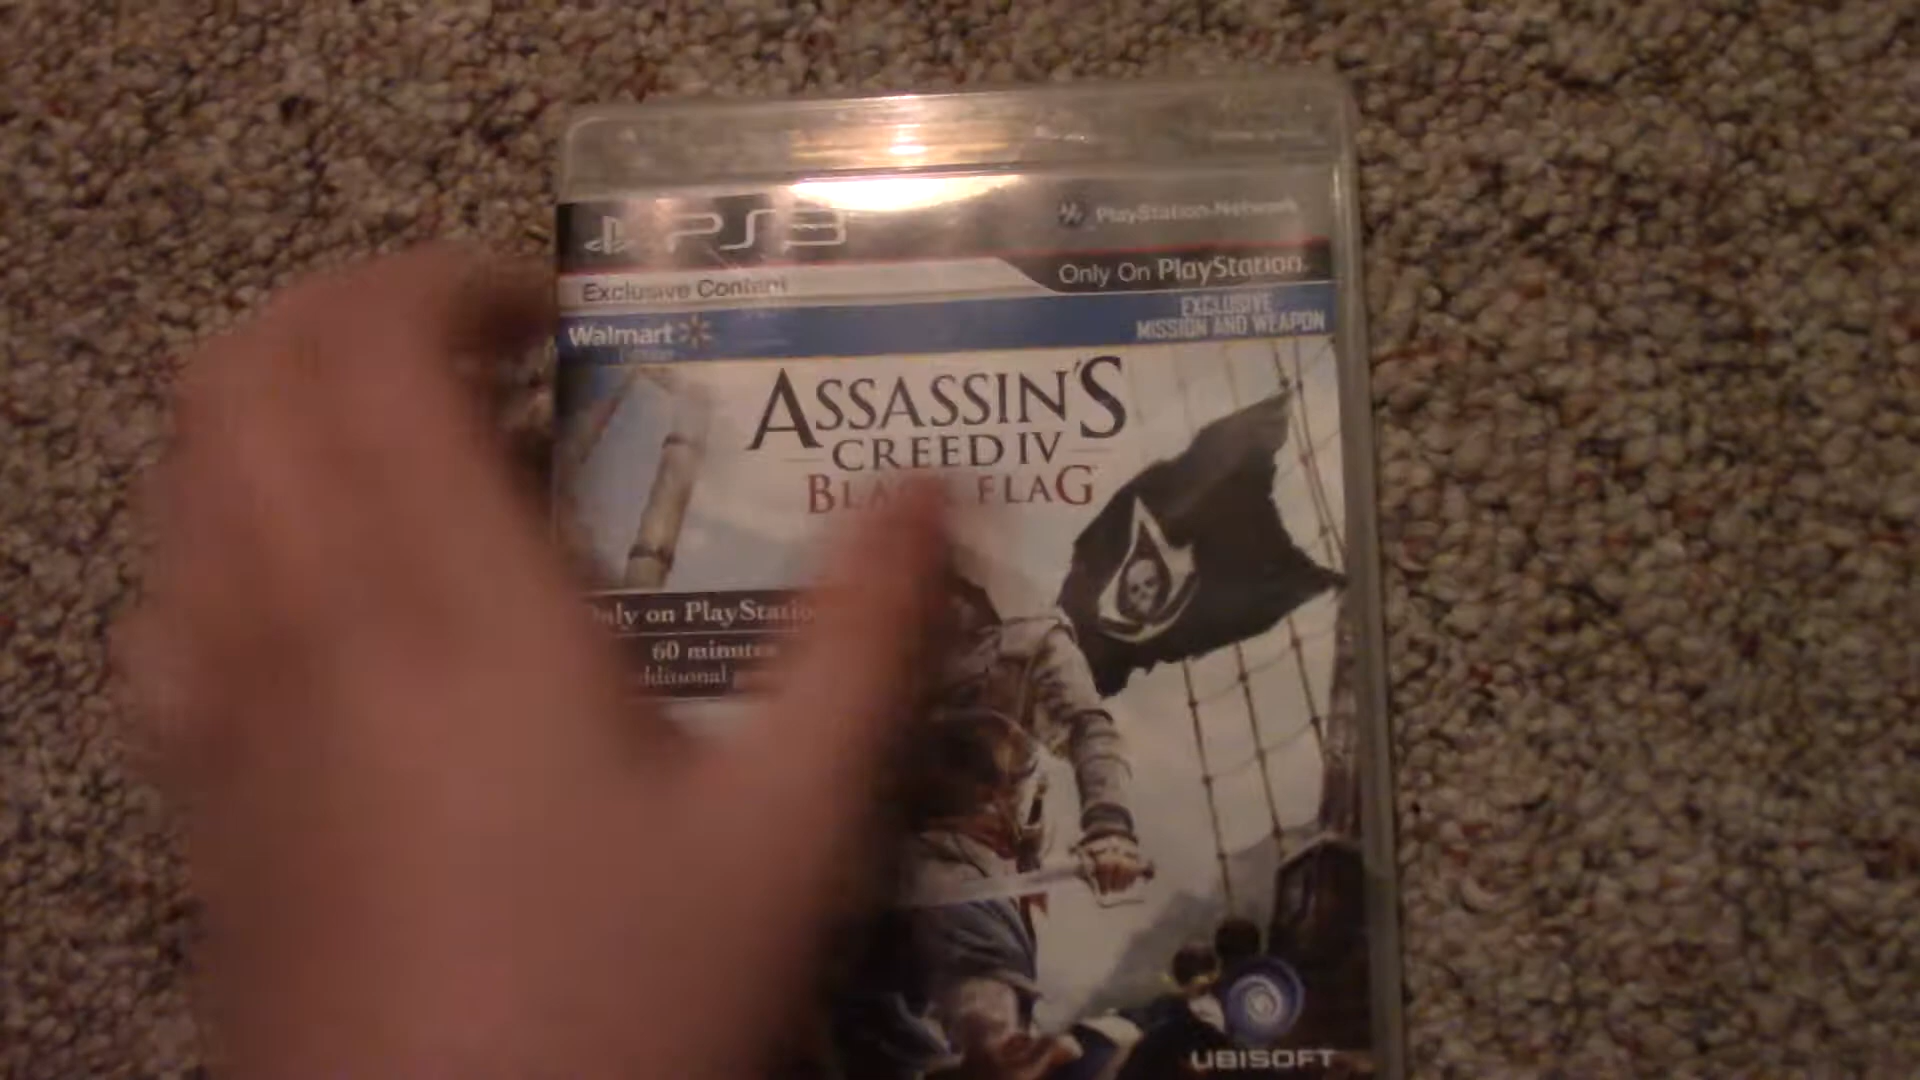 PS3
PlayStation Network
Exclusive Content
Only On PlayStation
Walmart
EXCLUSIVE
MISSION AND WEAPON
ASSASSIN'S
CREED IV
FLAG
on PlayStation
60 minutes
UBISOFT